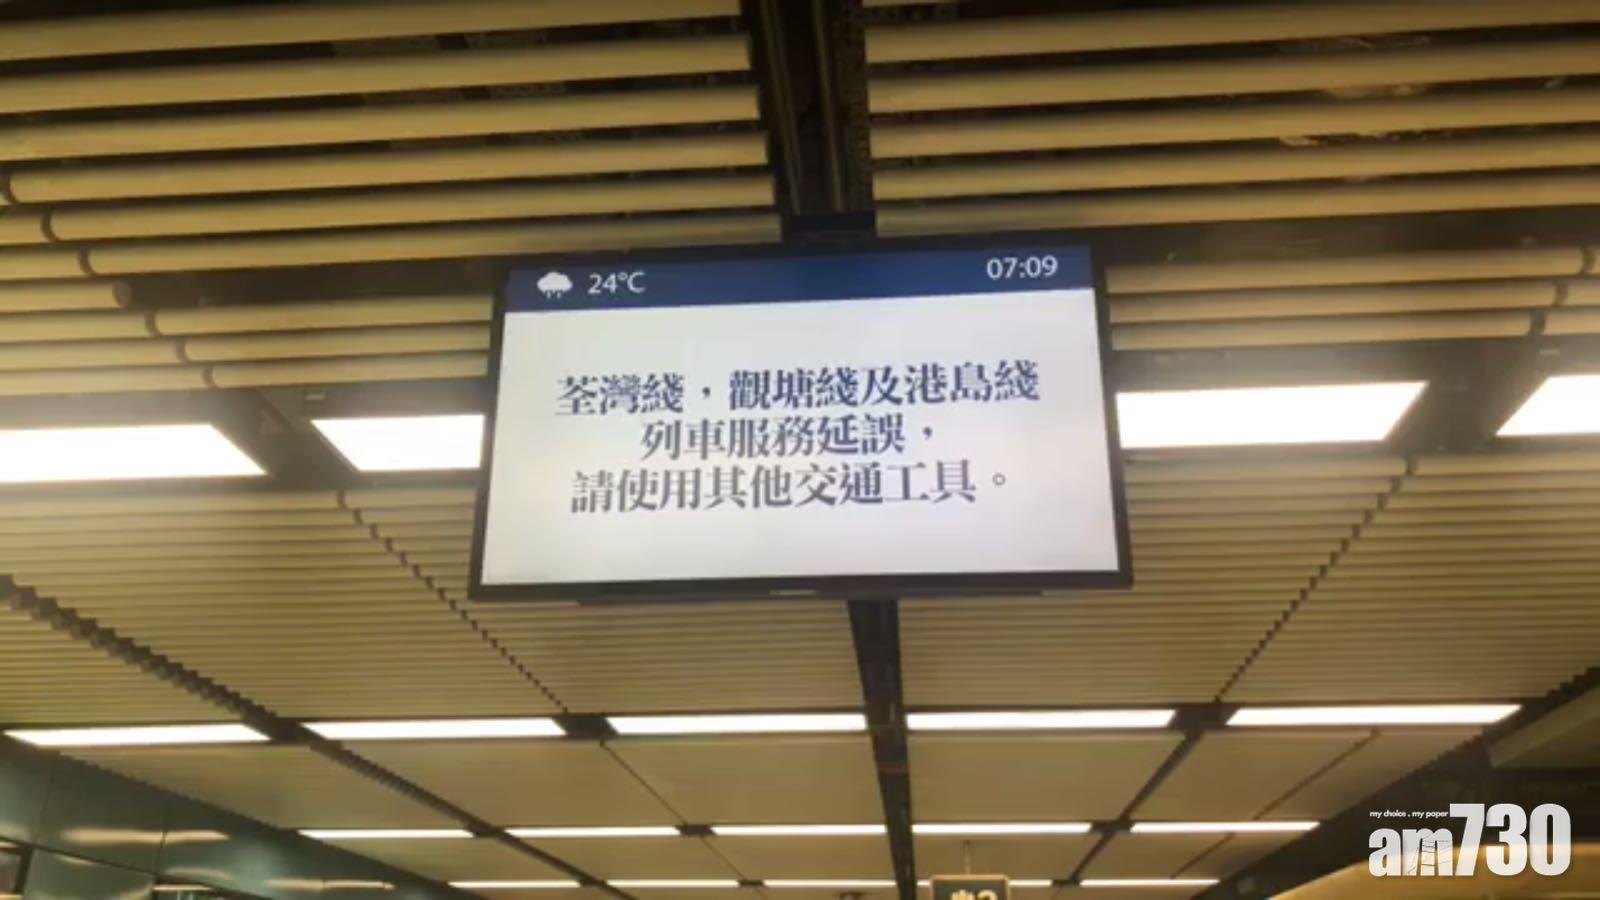 24°C 07:09
荃灣綫，觀塘綫及港島綫
列車服務延誤，
請使用其他交通工具。
my choice . my paper
am730